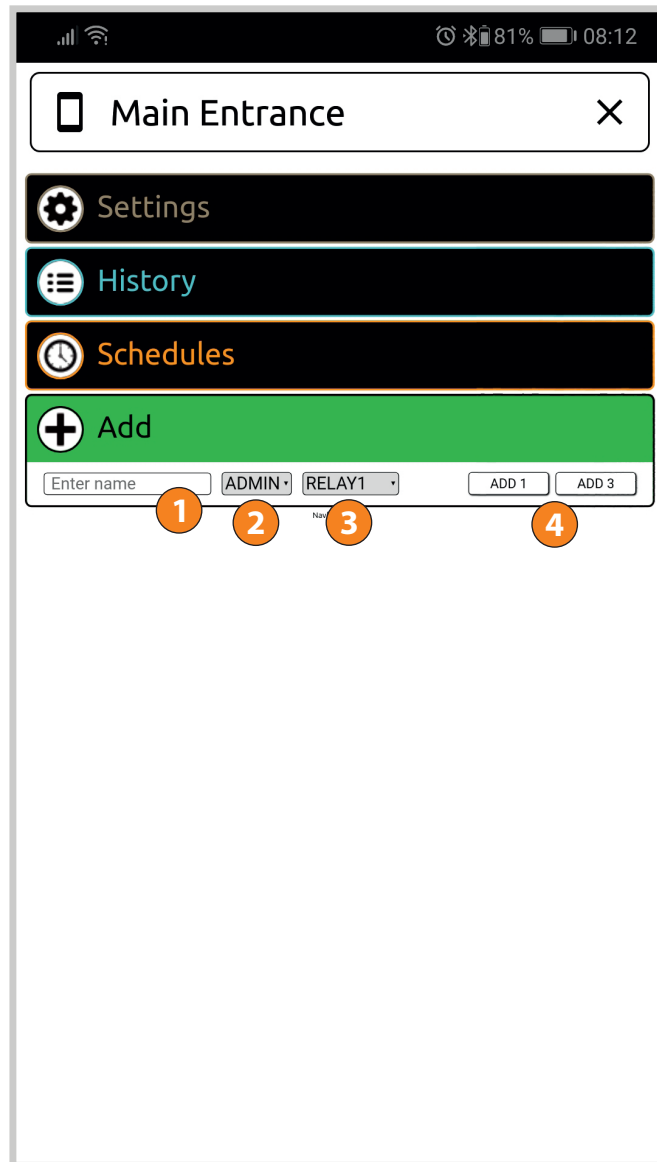 81% 08:12
Main Entrance
Settings
History
Schedules
Add
Enter name ADMIN RELAY1 ADD 1 ADD 3
1 2 3 4